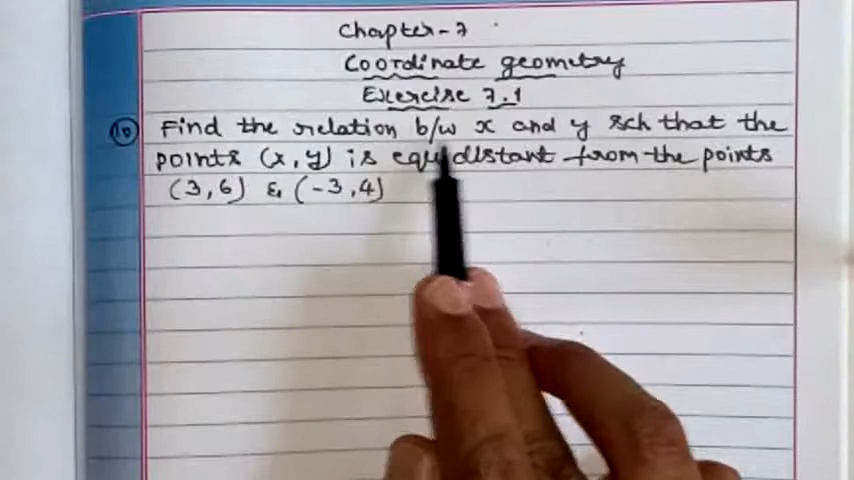 Chapter-7
Coordinate geometry
Exercise 7.1
10 Find the relation b/w x and y sch that the
points (x, y) is equidistant from the points
(3,6) & (-3,4)